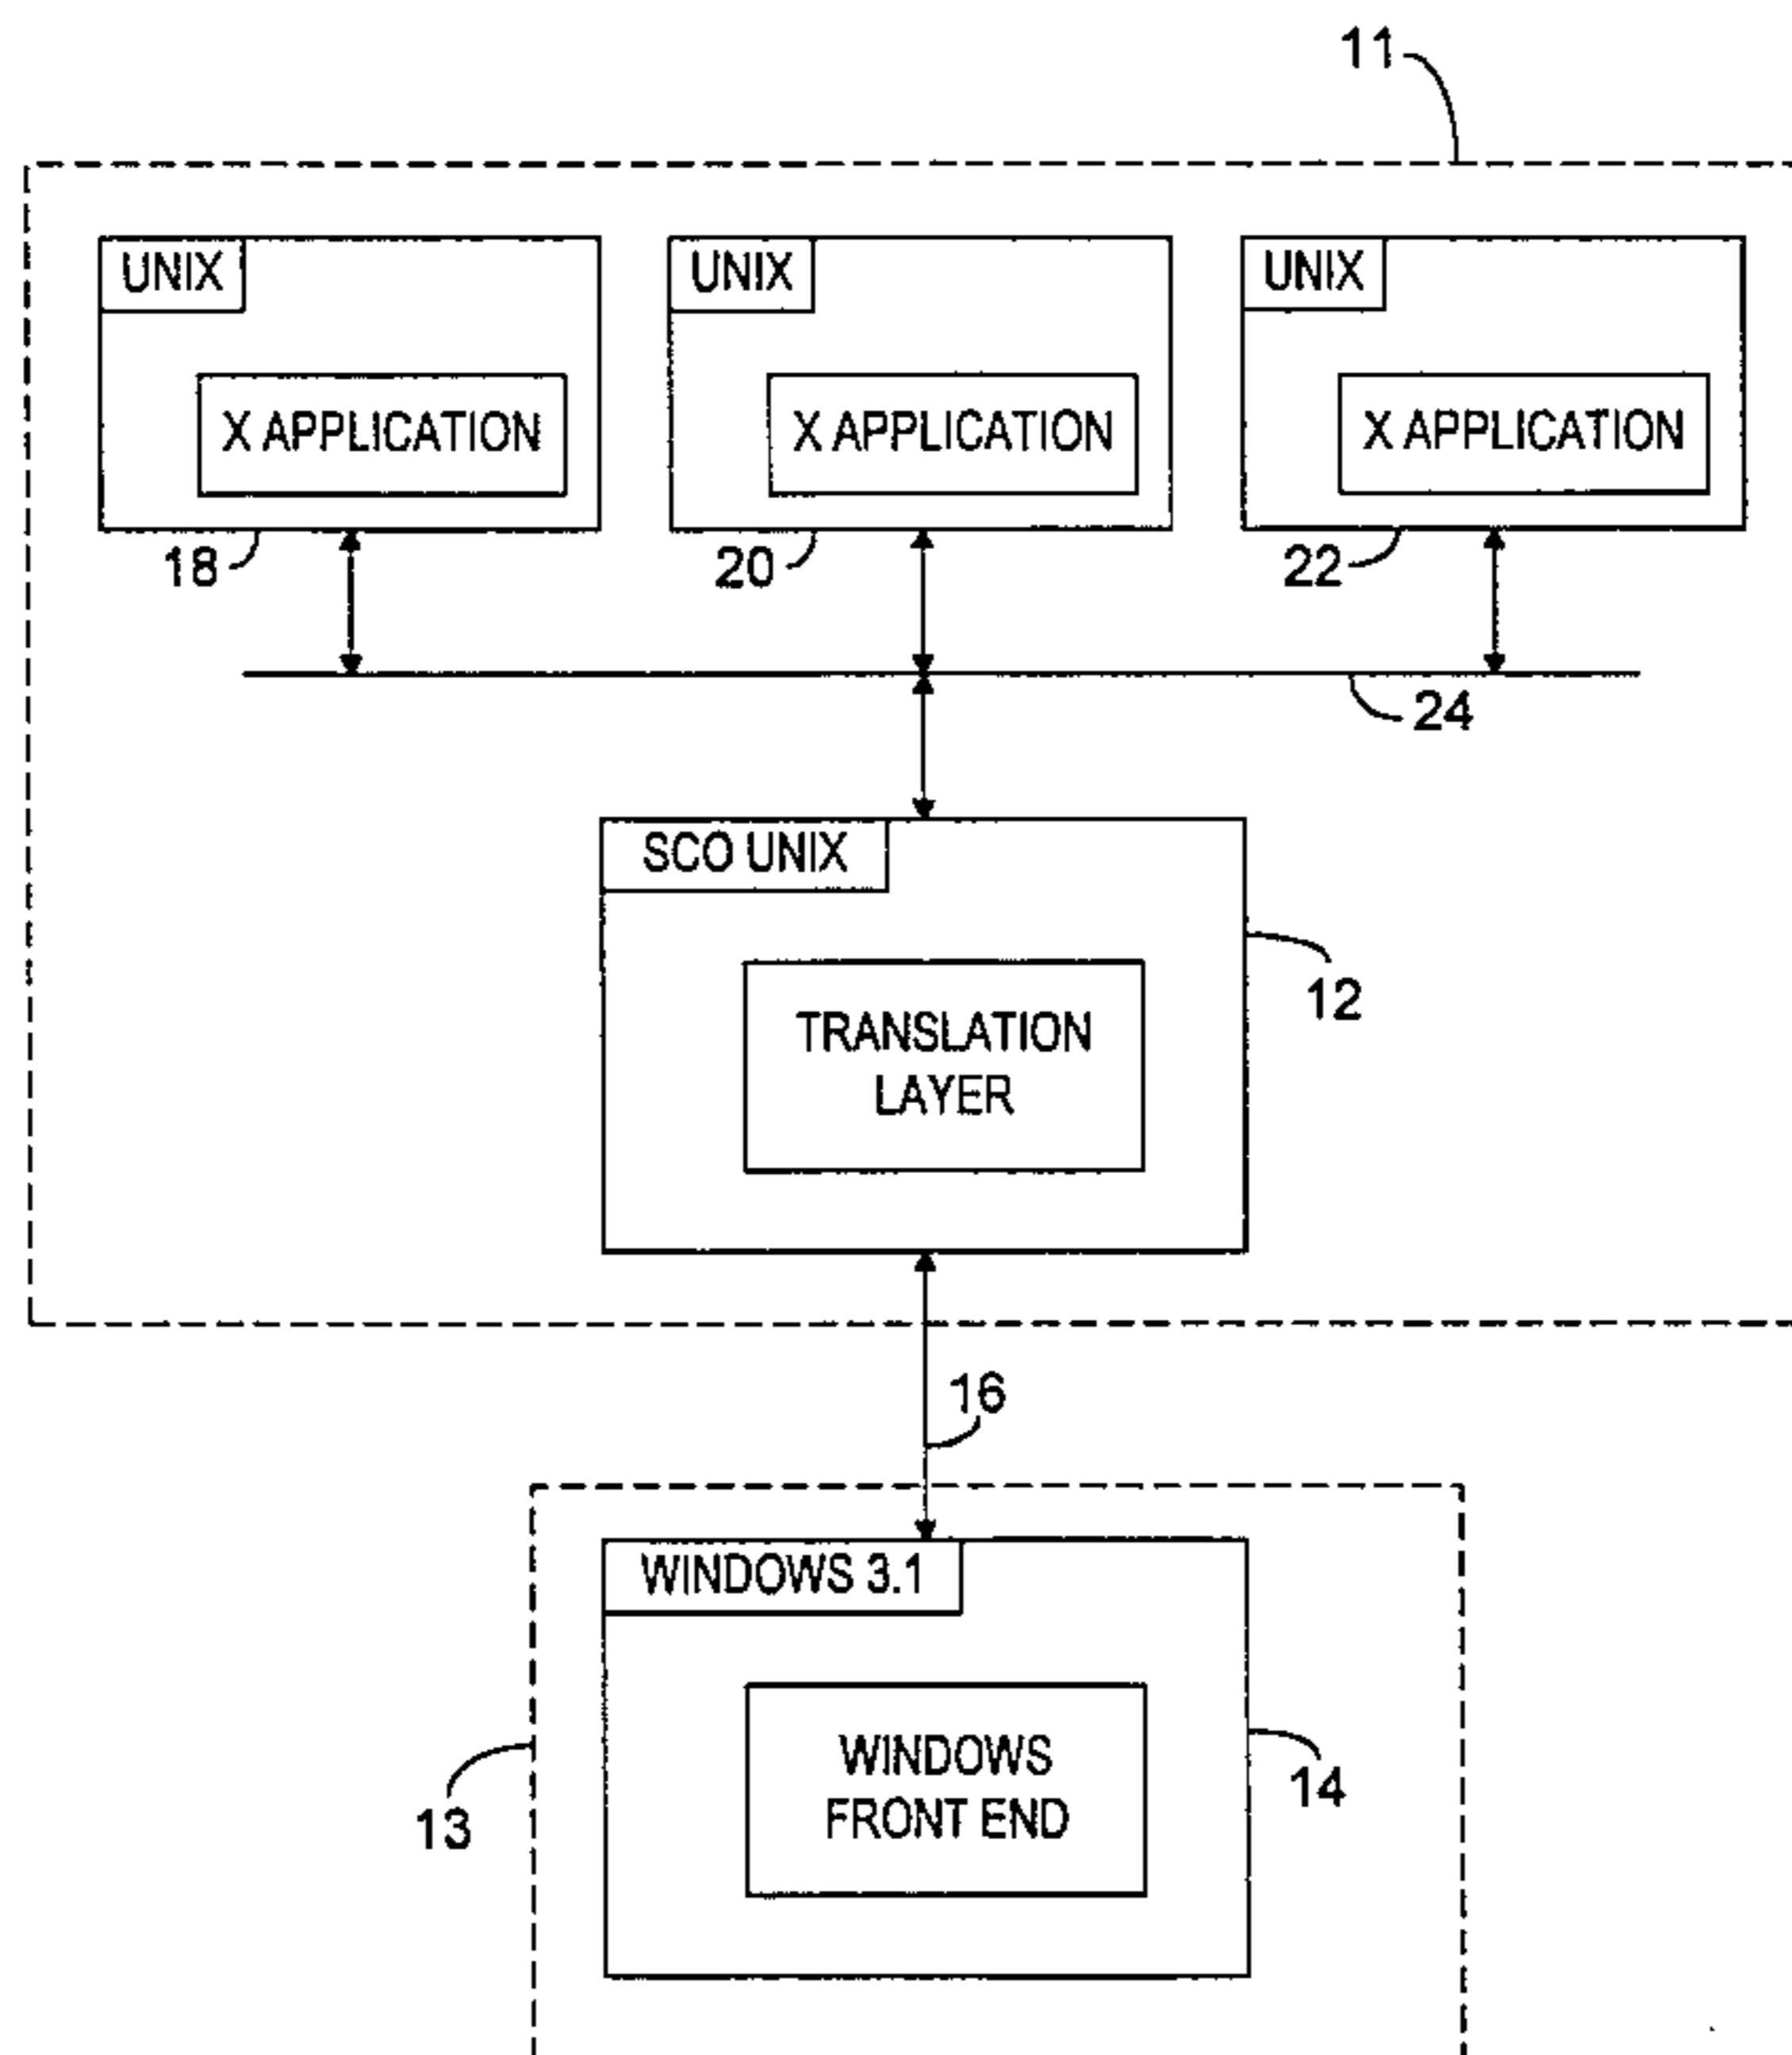 11
UNIX
UNIX
UNIX
X APPLICATION
X APPLICATION
X APPLICATION
18
20
22
24
SCO UNIX
12
TRANSLATION
LAYER
16
WINDOWS 3.1
WINDOWS
FRONT END
14
13